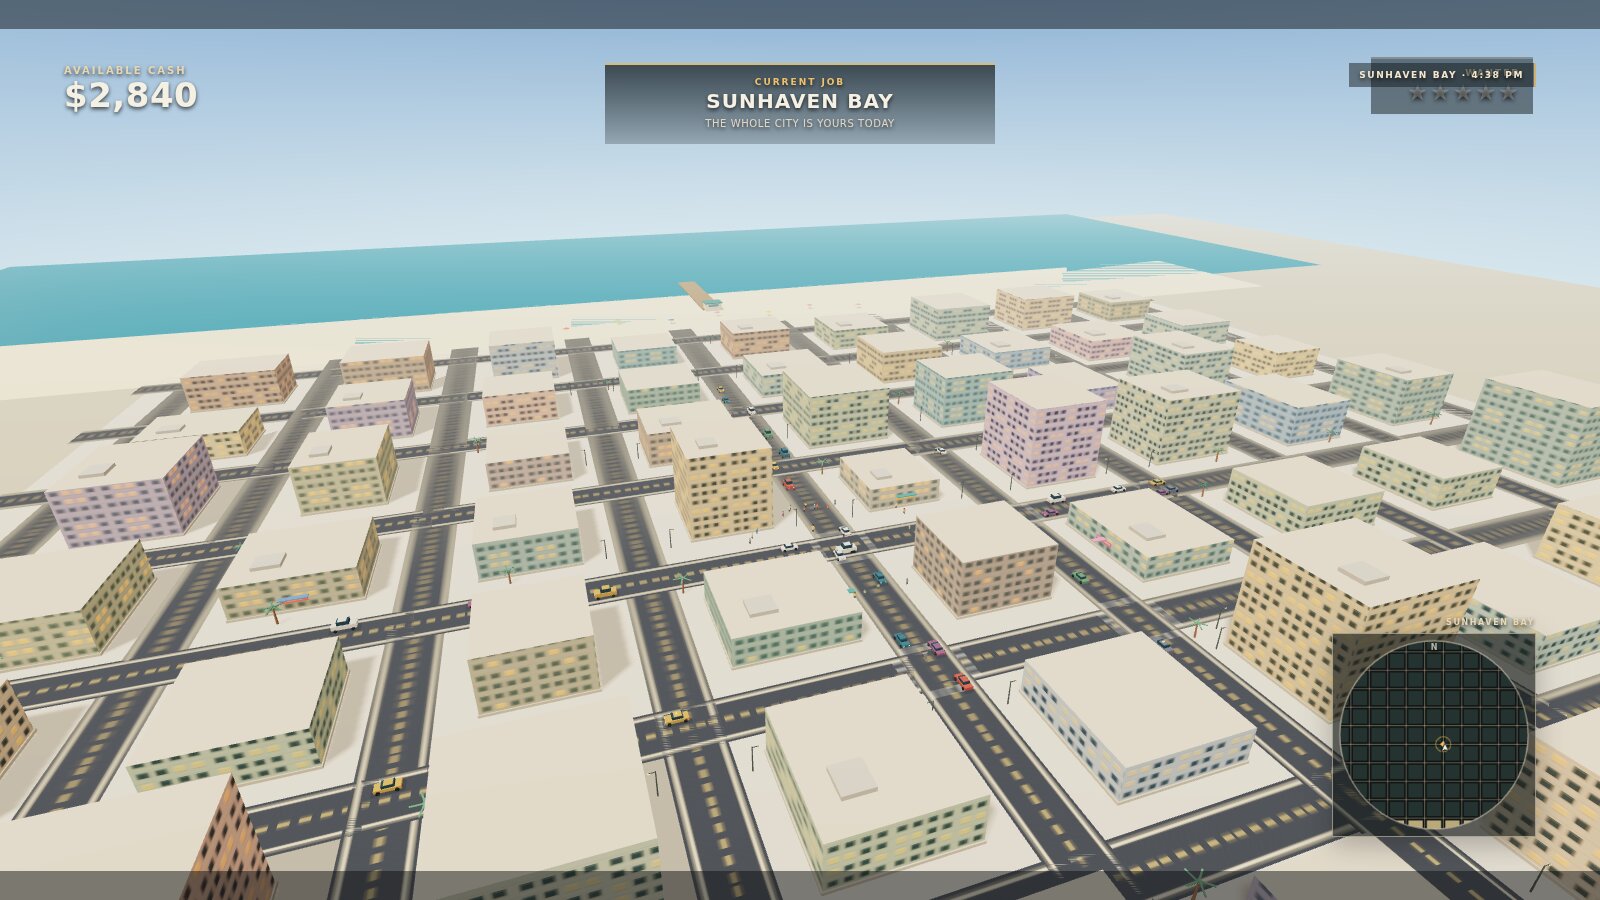 AVAILABLE CASH
$2,840
CURRENT JOB
SUNHAVEN BAY
THE WHOLE CITY IS YOURS TODAY
SUNHAVEN BAY · 4:38 PM
★★★★★
SUNHAVEN BAY
N